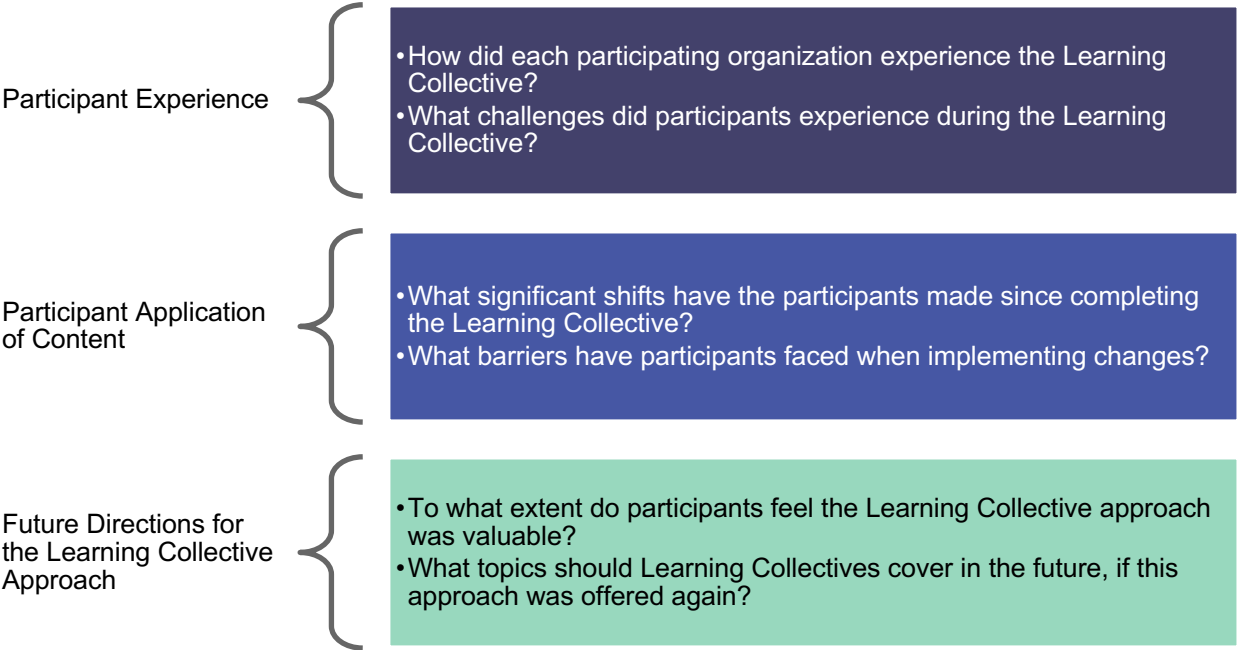 Participant Experience
•How did each participating organization experience the Learning
Collective?
•What challenges did participants experience during the Learning
Collective?
Participant Application
of Content
•What significant shifts have the participants made since completing
the Learning Collective?
•What barriers have participants faced when implementing changes?
Future Directions for
the Learning Collective
Approach
•To what extent do participants feel the Learning Collective approach
was valuable?
•What topics should Learning Collectives cover in the future, if this
approach was offered again?